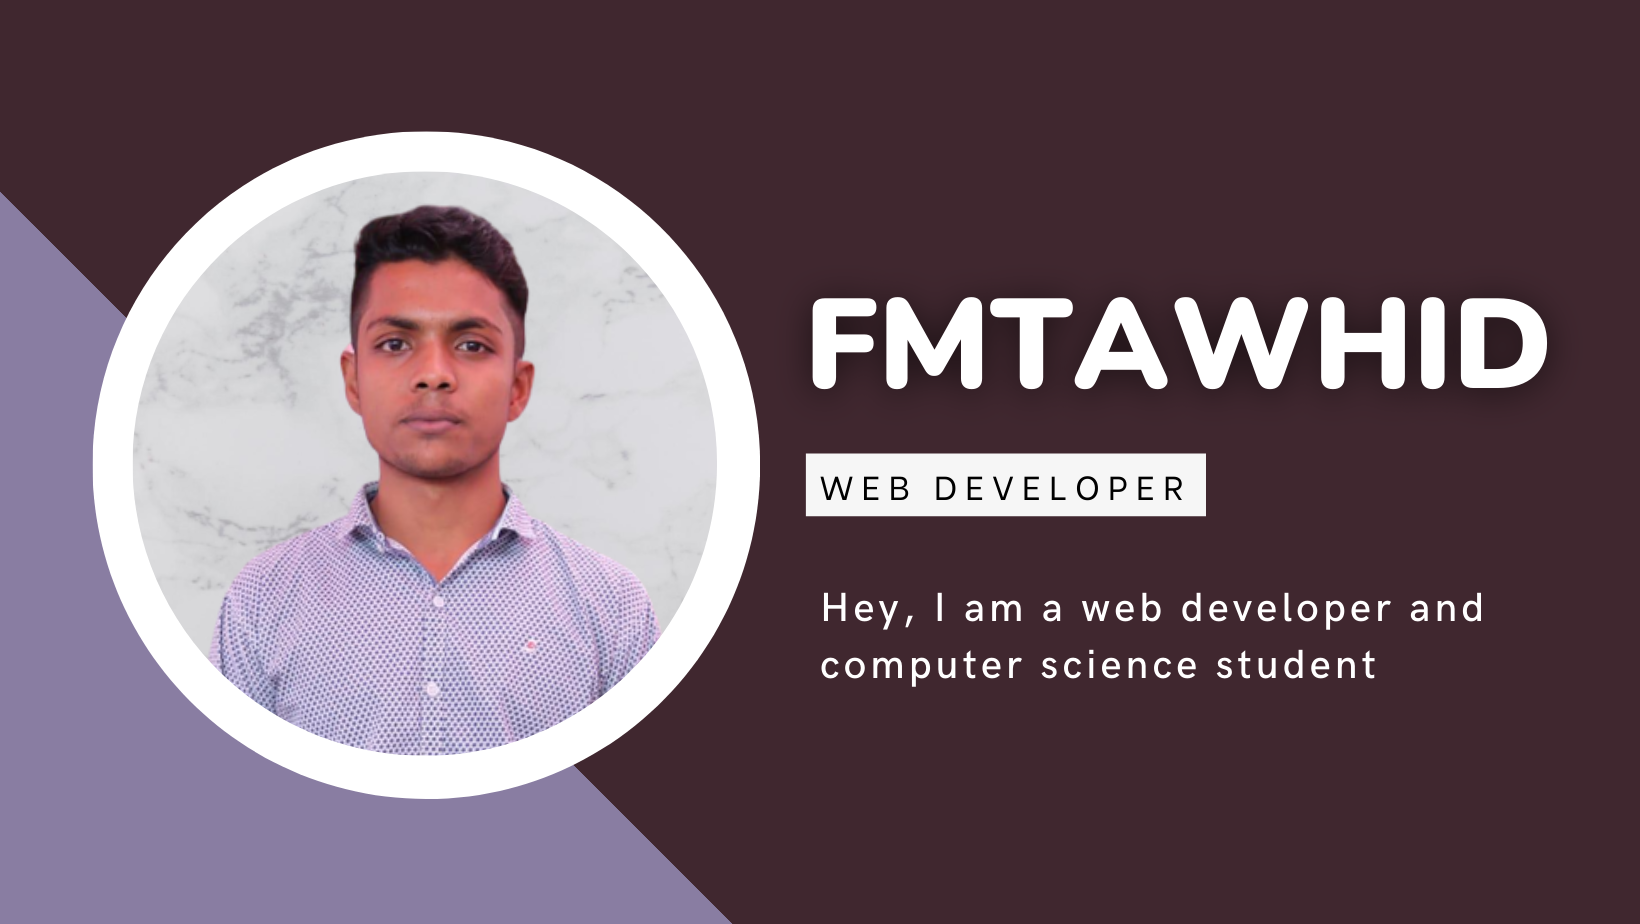 FMTAWHID
WEB DEVELOPER
Hey, I am a web developer and
computer science student